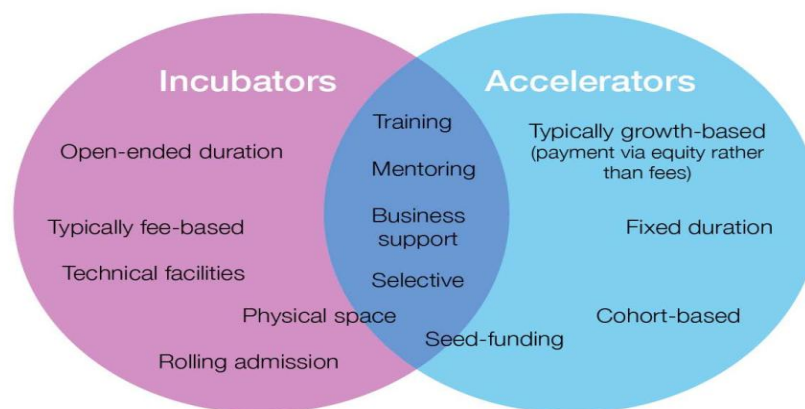 Incubators
Accelerators
Open-ended duration
Typically fee-based
Technical facilities
Physical space
Rolling admission
Training
Mentoring
Business
support
Selective
Seed-funding
Typically growth-based
(payment via equity rather
than fees)
Fixed duration
Cohort-based